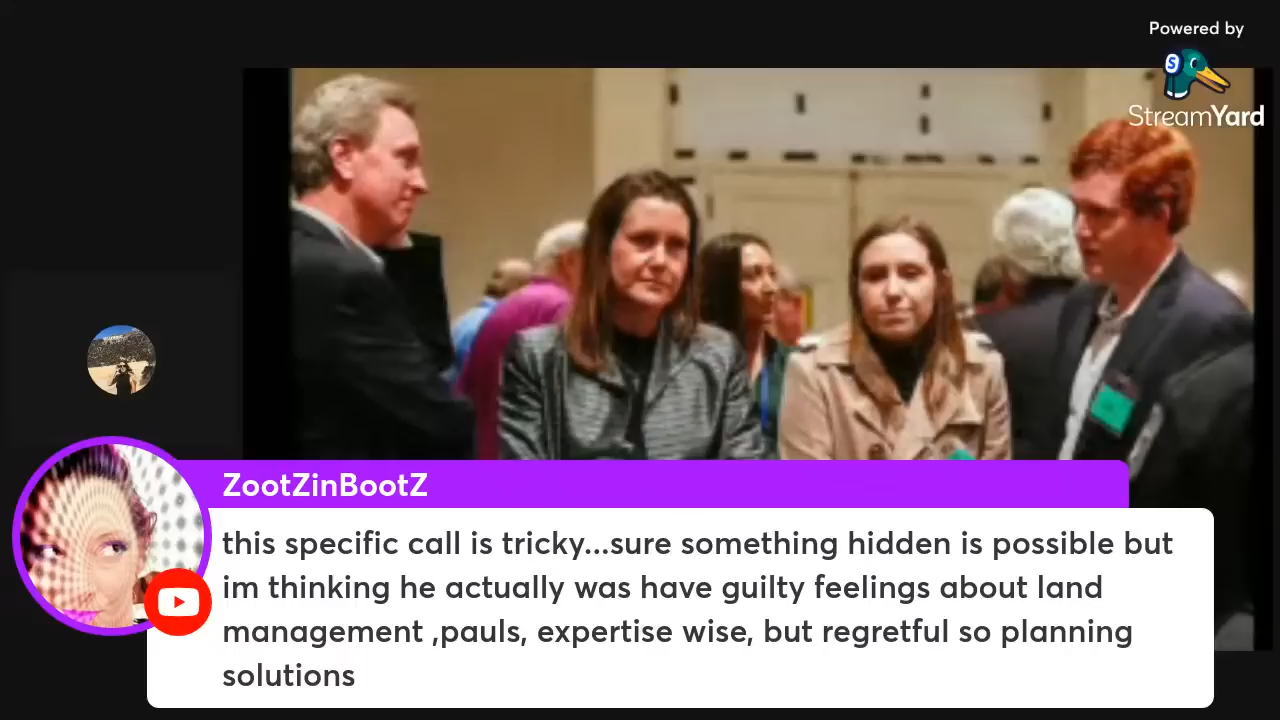 Powered by
StreamYard
ZootZinBootZ
this specific call is tricky...sure something hidden is possible but
im thinking he actually was have guilty feelings about land
management ,pauls, expertise wise, but regretful so planning
solutions